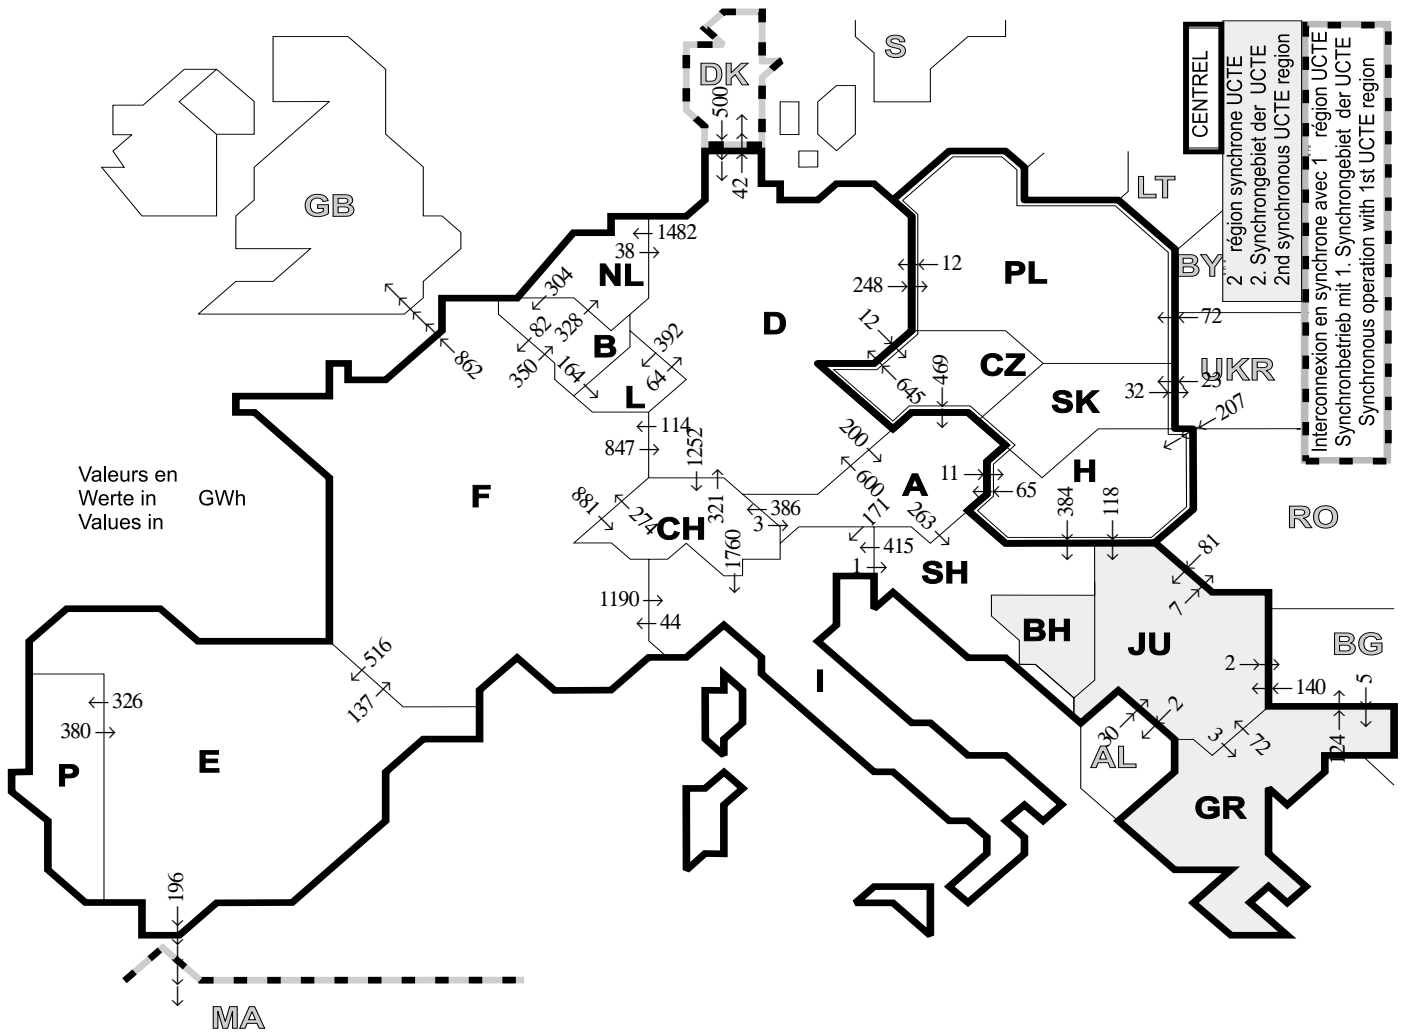 DK
S
GB
LT
BY
UKR
RO
BG
AL
MA
CENTREL
2 région synchrone UCTE
2. Synchrongebiet der UCTE
2nd synchronous UCTE region
Interconnexion en synchrone avec 1 région UCTE
Synchronbetrieb mit 1. Synchrongebiet der UCTE
Synchronous operation with 1st UCTE region
500
42
1482
38
NL
304
328
82
350
B
164
392
64
L
D
12
248
PL
12
645
469
CZ
SK
72
23
32
207
862
114
847
1252
321
200
600
A
11
65
H
384
118
Valeurs en
Werte in
Values in
GWh
F
881
274
CH
386
3
1760
171
263
415
1
SH
1190
44
BH
JU
81
7
2
140
5
124
516
137
326
380
P
E
I
30
2
3
72
GR
196